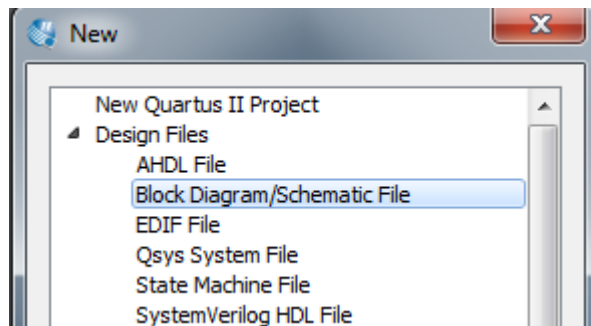 New
New Quartus II Project
Design Files
AHDL File
Block Diagram/Schematic File
EDIF File
Qsys System File
State Machine File
SystemVerilog HDL File